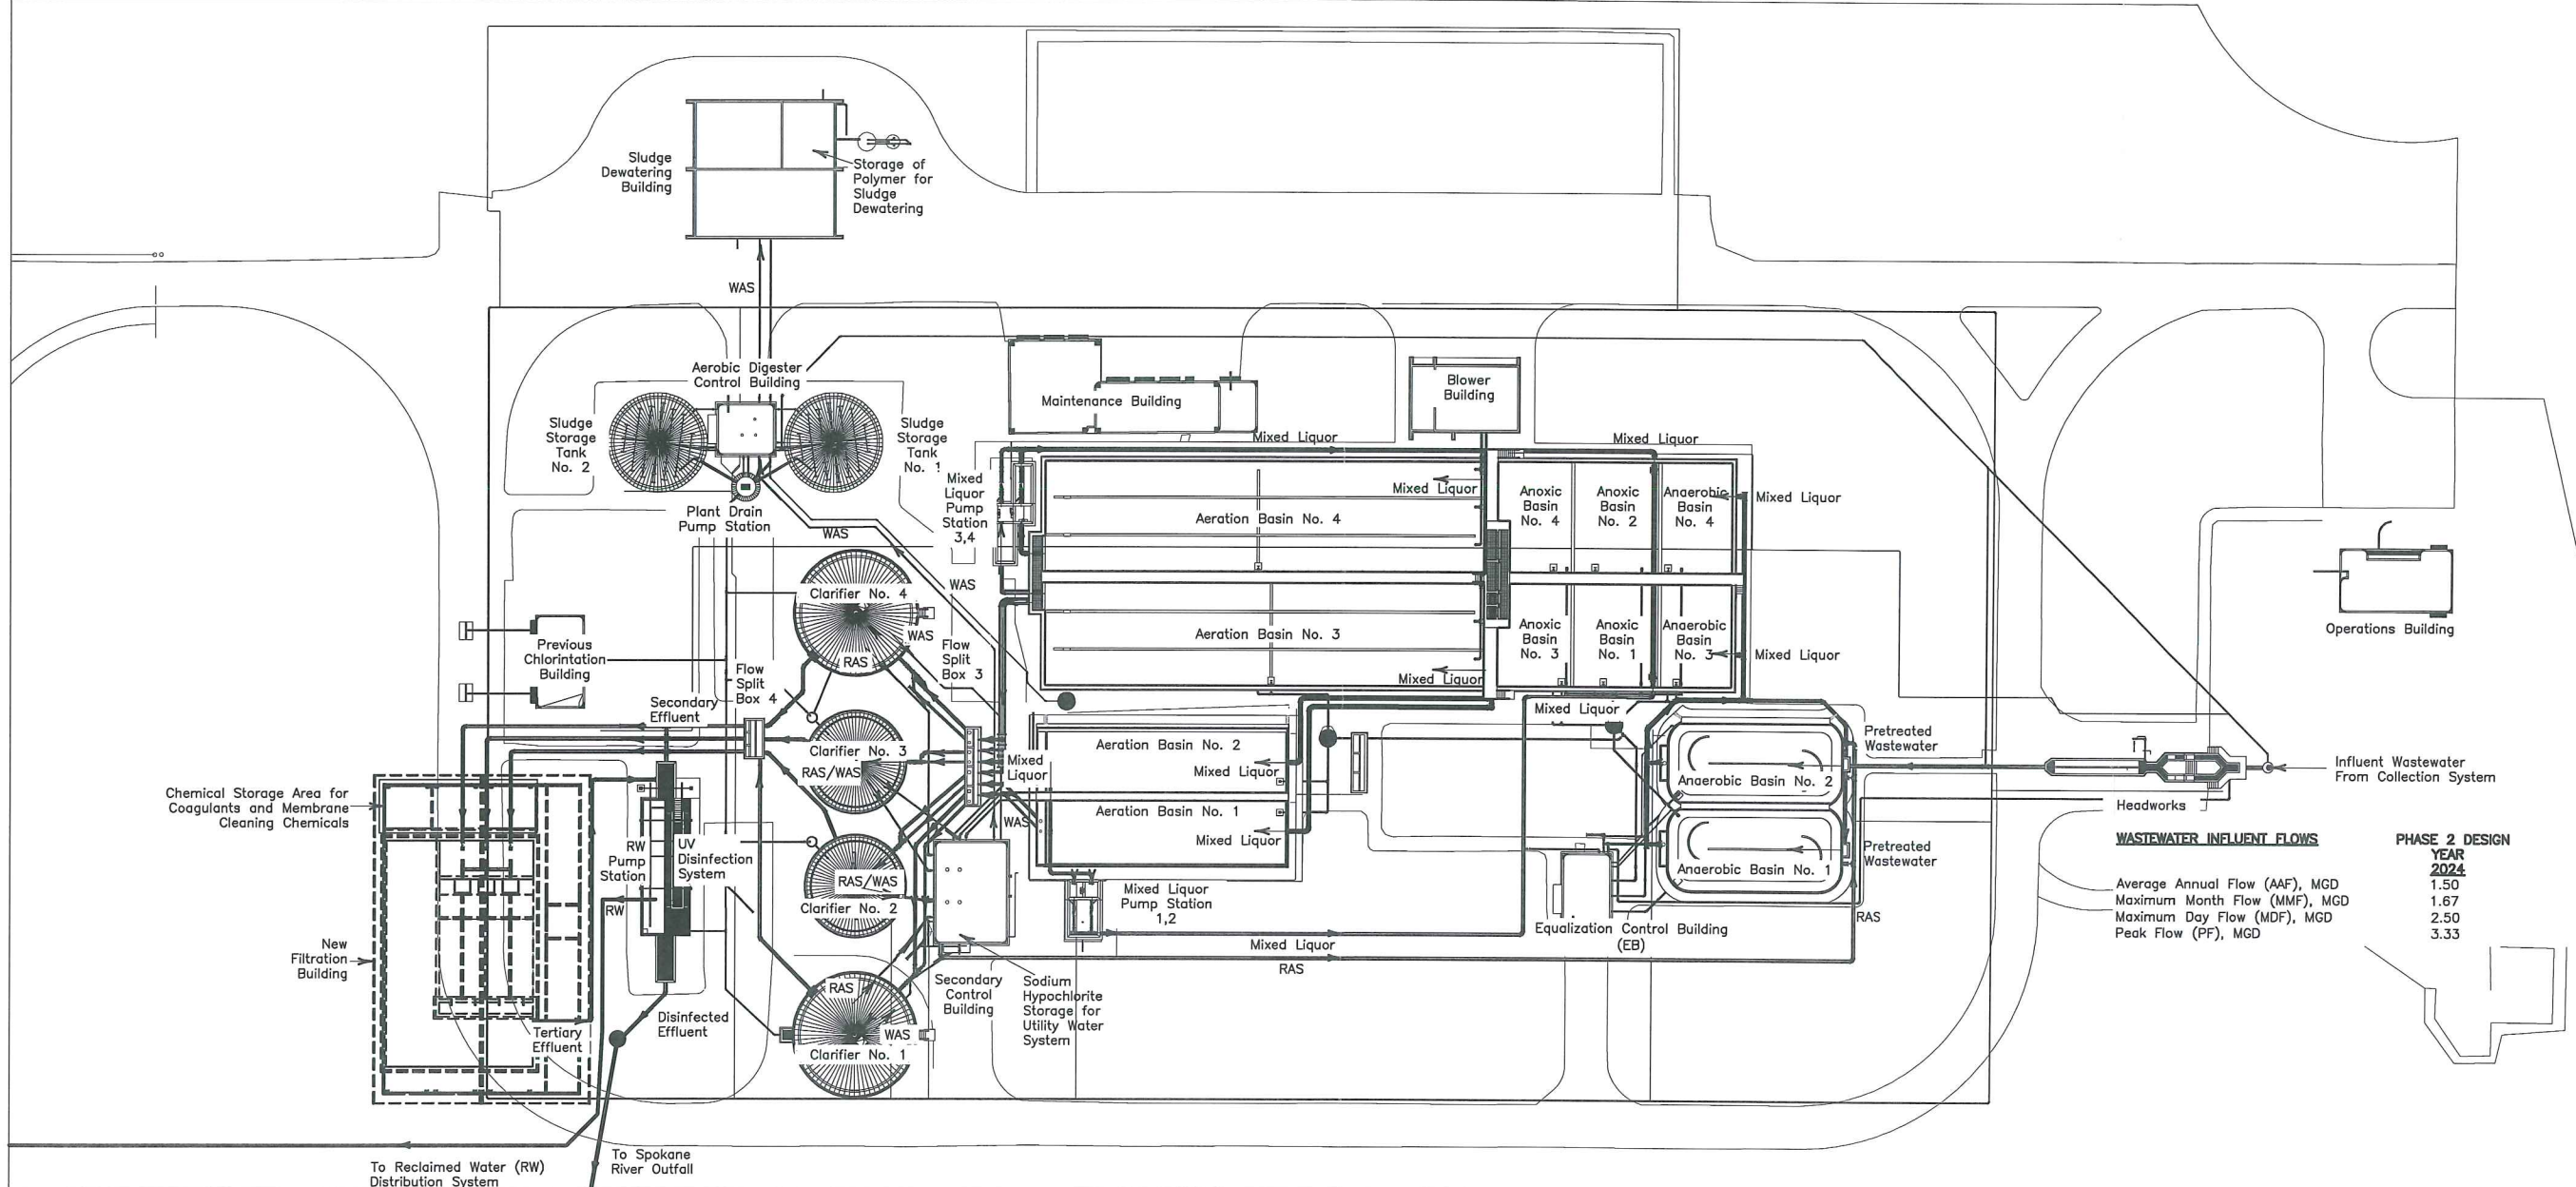 Sludge
Dewatering
Building
Storage of
Polymer for
Sludge
Dewatering
WAS
Aerobic Digester
Control Building
Sludge
Storage
Tank
No. 2
Sludge
Storage
Tank
No. 1
Plant Drain
Pump Station
WAS
Maintenance Building
Blower
Building
Mixed Liquor
Mixed Liquor
Mixed
Liquor
Pump
Station
3,4
Mixed Liquor
Aeration Basin No. 4
Anoxic
Basin
No. 4
Anoxic
Basin
No. 2
Anaerobic
Basin
No. 4
Mixed Liquor
WAS
Aeration Basin No. 3
Mixed Liquor
Anoxic
Basin
No. 3
Anoxic
Basin
No. 1
Anaerobic
Basin
No. 3
Mixed Liquor
Operations Building
Clarifier No. 4
WAS
RAS
Flow
Split
Box 3
Previous
Chlorintation
Building
Flow
Split
Box 4
Secondary
Effluent
Clarifier No. 3
RAS/WAS
Mixed
Liquor
Aeration Basin No. 2
Mixed Liquor
Aeration Basin No. 1
WAS
Mixed Liquor
Mixed Liquor
Anaerobic Basin No. 2
Pretreated
Wastewater
Anaerobic Basin No. 1
Pretreated
Wastewater
Influent Wastewater
From Collection System
Headworks
WASTEWATER INFLUENT FLOWS
PHASE 2 DESIGN
YEAR
2024
Average Annual Flow (AAF), MGD 1.50
Maximum Month Flow (MMF), MGD 1.67
Maximum Day Flow (MDF), MGD 2.50
Peak Flow (PF), MGD 3.33
Chemical Storage Area for
Coagulants and Membrane
Cleaning Chemicals
RW
Pump
Station
UV
Disinfection
System
RW
RAS/WAS
Clarifier No. 2
Mixed Liquor
Pump Station
1,2
Equalization Control Building
(EB)
RAS
Mixed Liquor
RAS
New
Filtration
Building
Tertiary
Effluent
Disinfected
Effluent
RAS
WAS
Clarifier No. 1
Secondary
Control
Building
Sodium
Hypochlorite
Storage for
Utility Water
System
To Reclaimed Water (RW)
Distribution System
To Spokane
River Outfall